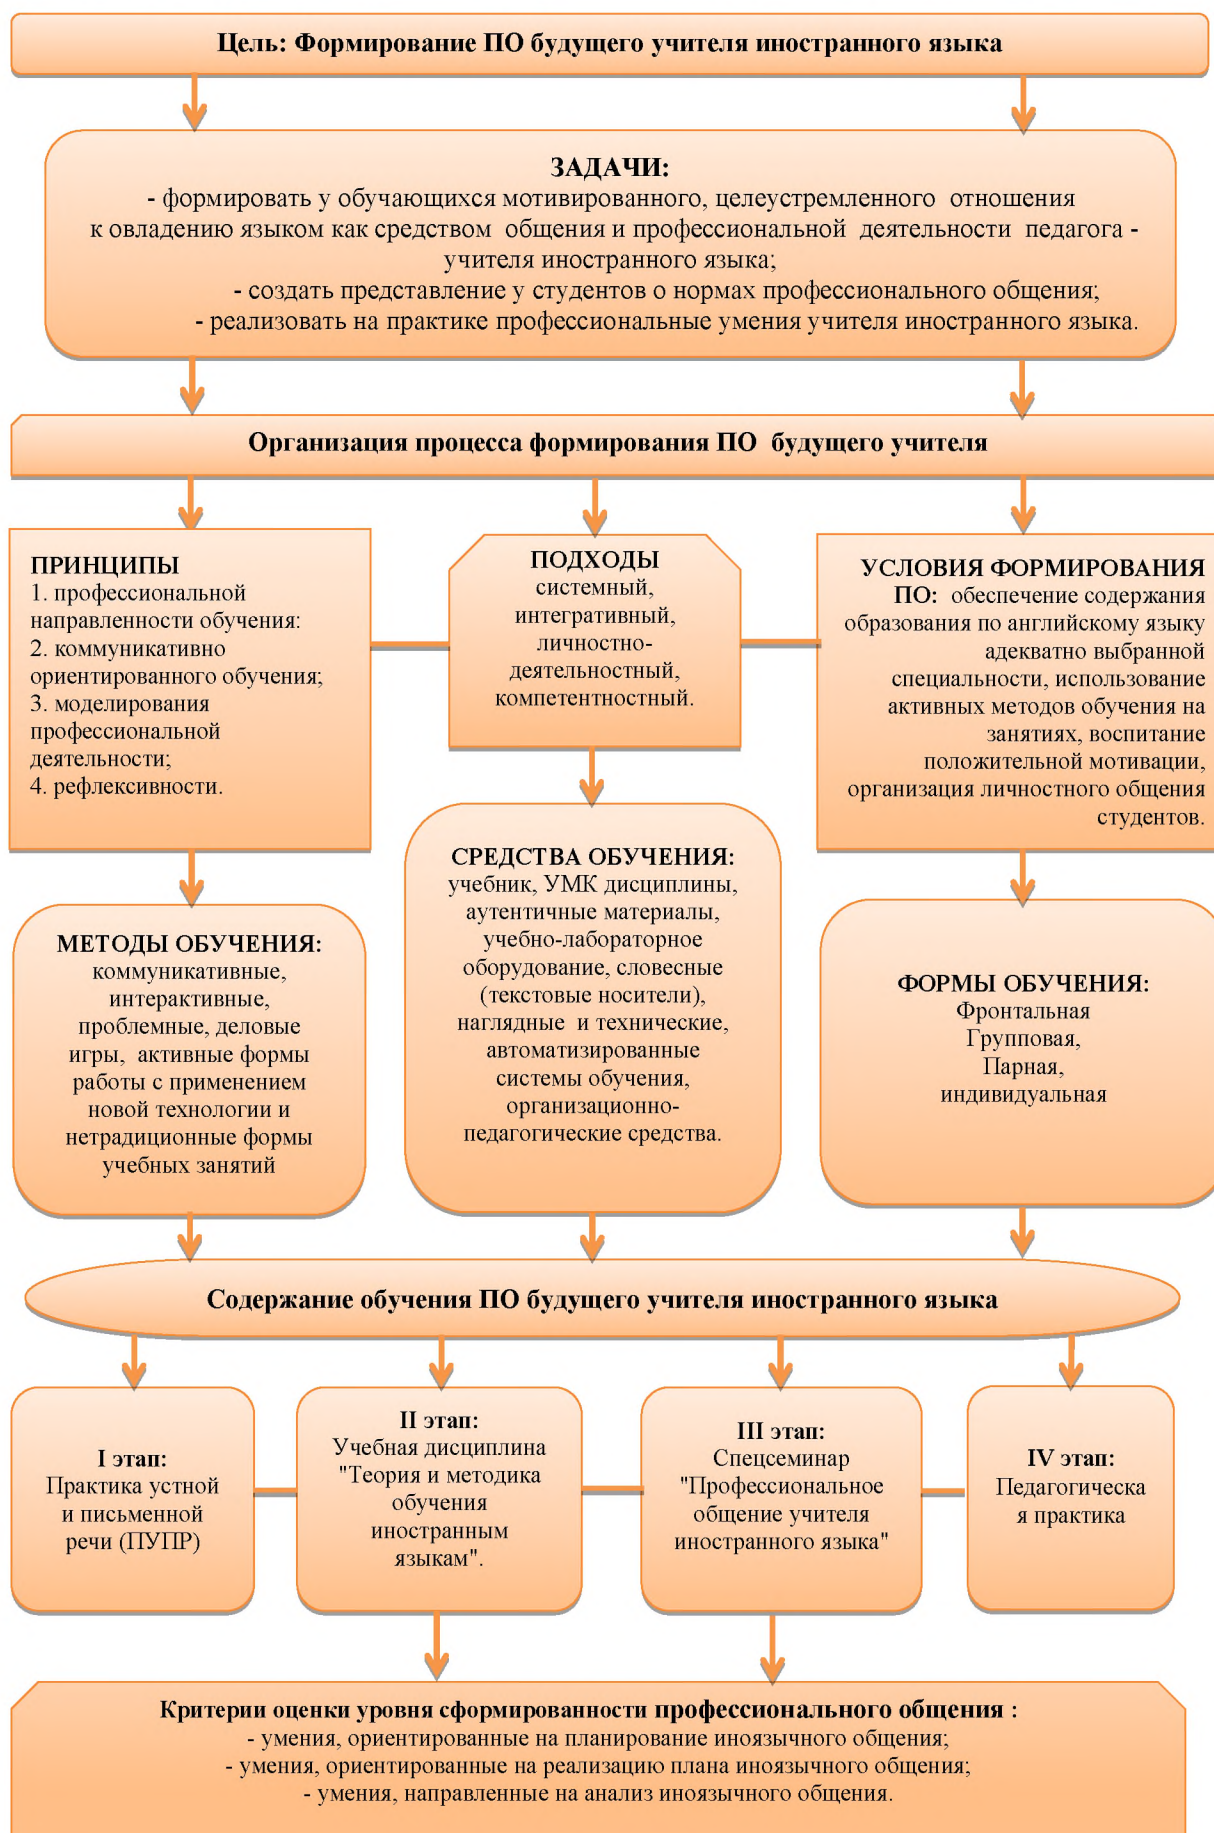 Цель: Формирование ПО будущего учителя иностранного языка
ЗАДАЧИ:
- формировать у обучающихся мотивированного, целеустремленного отношения
к овладению языком как средством общения и профессиональной деятельности педагога -
учителя иностранного языка;
- создать представление у студентов о нормах профессионального общения;
- реализовать на практике профессиональные умения учителя иностранного языка.
Организация процесса формирования ПО будущего учителя
ПРИНЦИПЫ
1. профессиональной
направленности обучения:
2. коммуникативно
ориентированного обучения;
3. моделирования
профессиональной
деятельности;
4. рефлексивности.
ПОДХОДЫ
системный,
интегративный,
личностно-
деятельностный,
компетентностный.
УСЛОВИЯ ФОРМИРОВАНИЯ
ПО: обеспечение содержания
образования по английскому языку
адекватно выбранной
специальности, использование
активных методов обучения на
занятиях, воспитание
положительной мотивации,
организация личностного общения
студентов.
МЕТОДЫ ОБУЧЕНИЯ:
коммуникативные,
интерактивные,
проблемные, деловые
игры, активные формы
работы с применением
новой технологии и
нетрадиционные формы
учебных занятий
СРЕДСТВА ОБУЧЕНИЯ:
учебник, УМК дисциплины,
аутентичные материалы,
учебно-лабораторное
оборудование, словесные
(текстовые носители),
наглядные и технические,
автоматизированные
системы обучения,
организационно-
педагогические средства.
ФОРМЫ ОБУЧЕНИЯ:
Фронтальная
Групповая,
Парная,
индивидуальная
Содержание обучения ПО будущего учителя иностранного языка
I этап:
Практика устной
и письменной
речи (ПУПР)
II этап:
Учебная дисциплина
"Теория и методика
обучения
иностранным
языкам".
III этап:
Спецсеминар
"Профессиональное
общение учителя
иностранного языка"
IV этап:
Педагогическа
я практика
Критерии оценки уровня сформированности профессионального общения :
- умения, ориентированные на планирование иноязычного общения;
- умения, ориентированные на реализацию плана иноязычного общения;
- умения, направленные на анализ иноязычного общения.